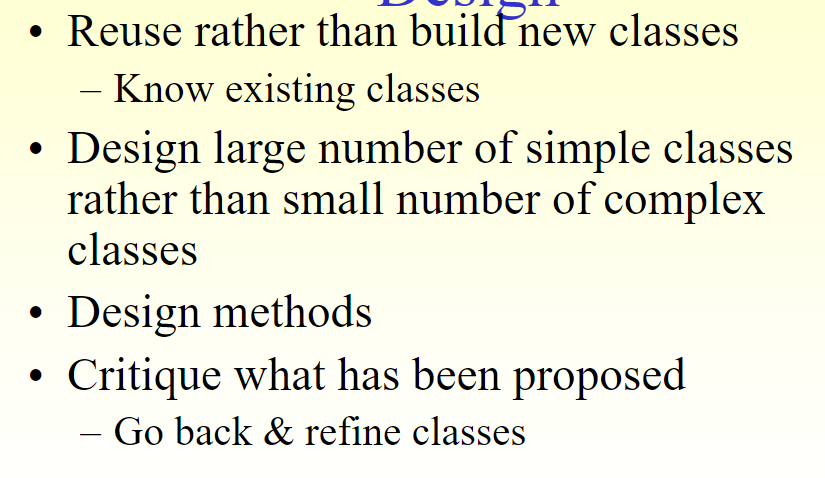 Design
• Reuse rather than build new classes
– Know existing classes
• Design large number of simple classes
rather than small number of complex
classes
• Design methods
• Critique what has been proposed
– Go back & refine classes